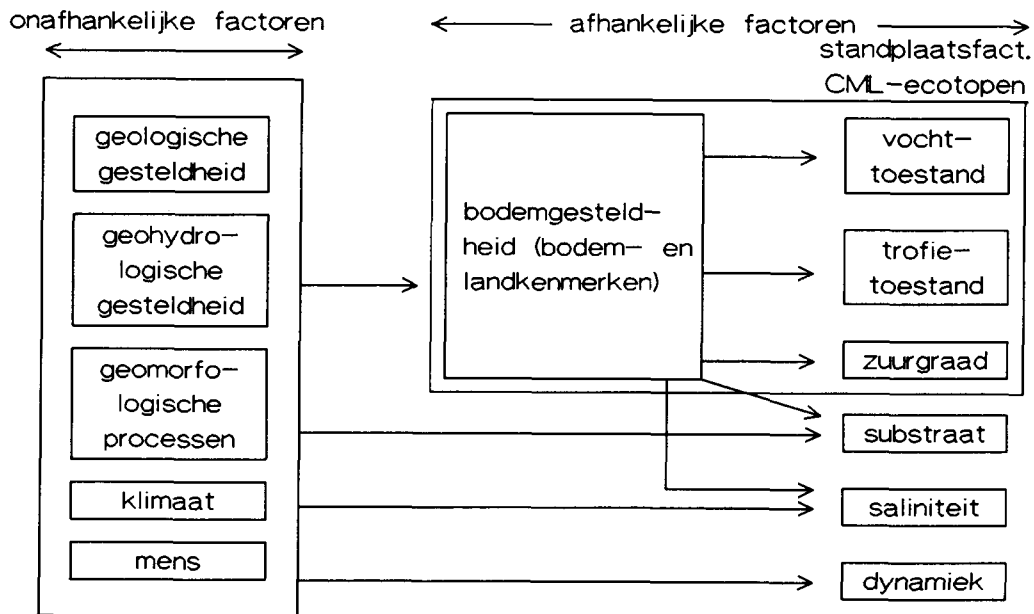 onafhankelijke factoren
afhankelijke factoren
standplaatsfact.
CML-ecotopen
geologische
gesteldheid
geohydro-
logische
gesteldheid
geomorfo-
logische
processen
klimaat
mens
bodemgesteld-
heid (bodem- en
landkenmerken)
vocht-
toestand
trofie-
toestand
zuurgraad
substraat
saliniteit
dynamiek